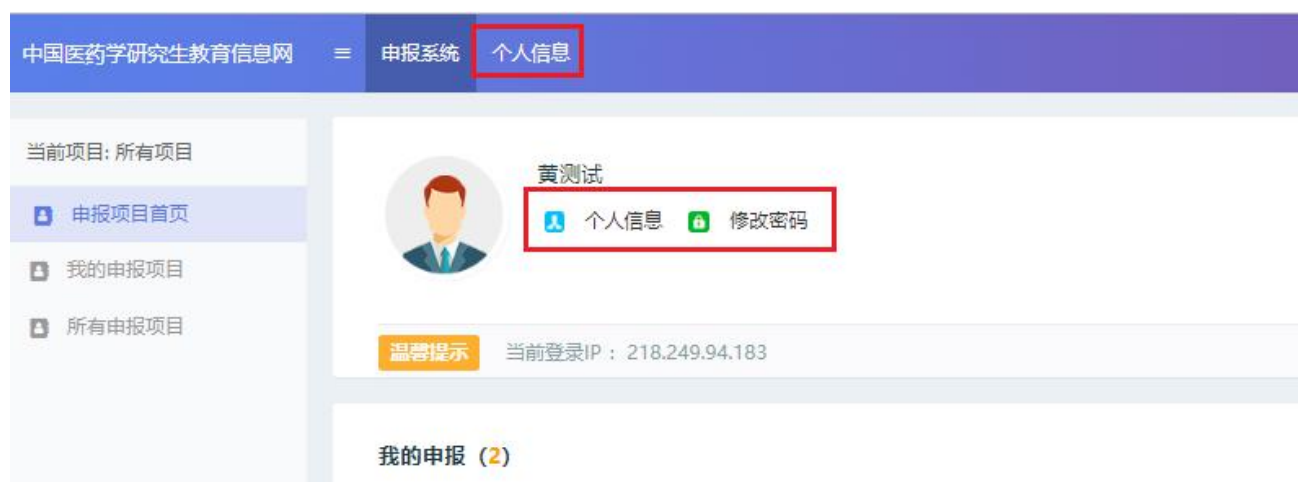 中国医药学研究生教育信息网 ≡ 申报系统 个人信息
当前项目: 所有项目
申报项目首页
我的申报项目
所有申报项目
黄测试
个人信息 修改密码
温馨提示 当前登录IP : 218.249.94.183
我的申报 (2)